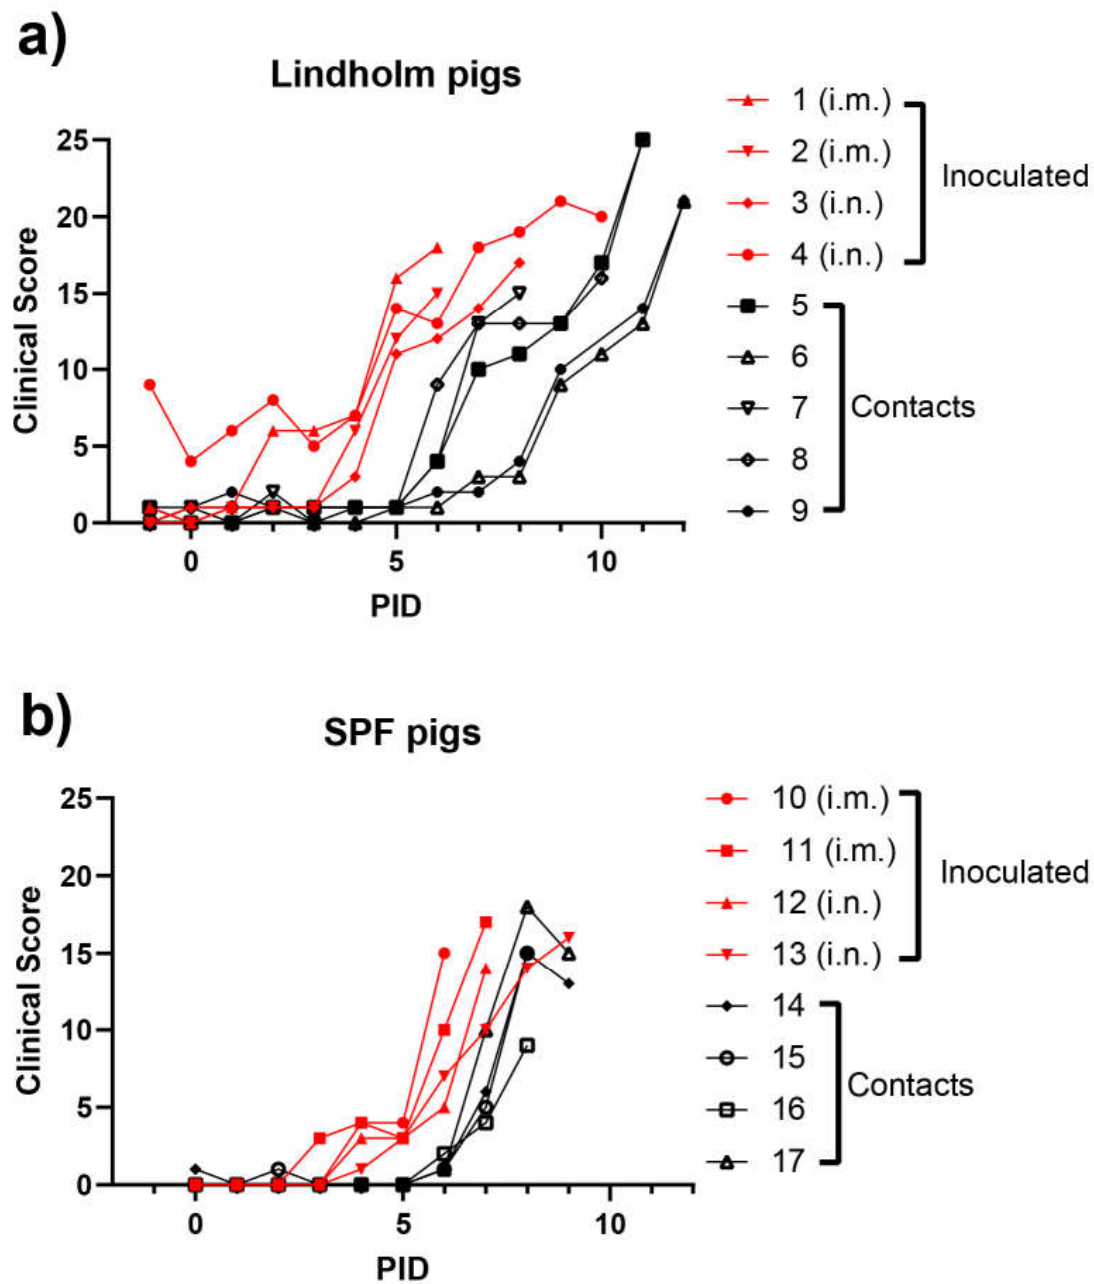 a)
Lindholm pigs
25
20
15
10
5
0
Clinical Score
0 5 10
PID
1 (i.m.)
2 (i.m.)
3 (i.n.)
4 (i.n.)
Inoculated
5
6
7
8
9
Contacts
b)
SPF pigs
25
20
15
10
5
0
Clinical Score
0 5 10
PID
10 (i.m.)
11 (i.m.)
12 (i.n.)
13 (i.n.)
Inoculated
14
15
16
17
Contacts